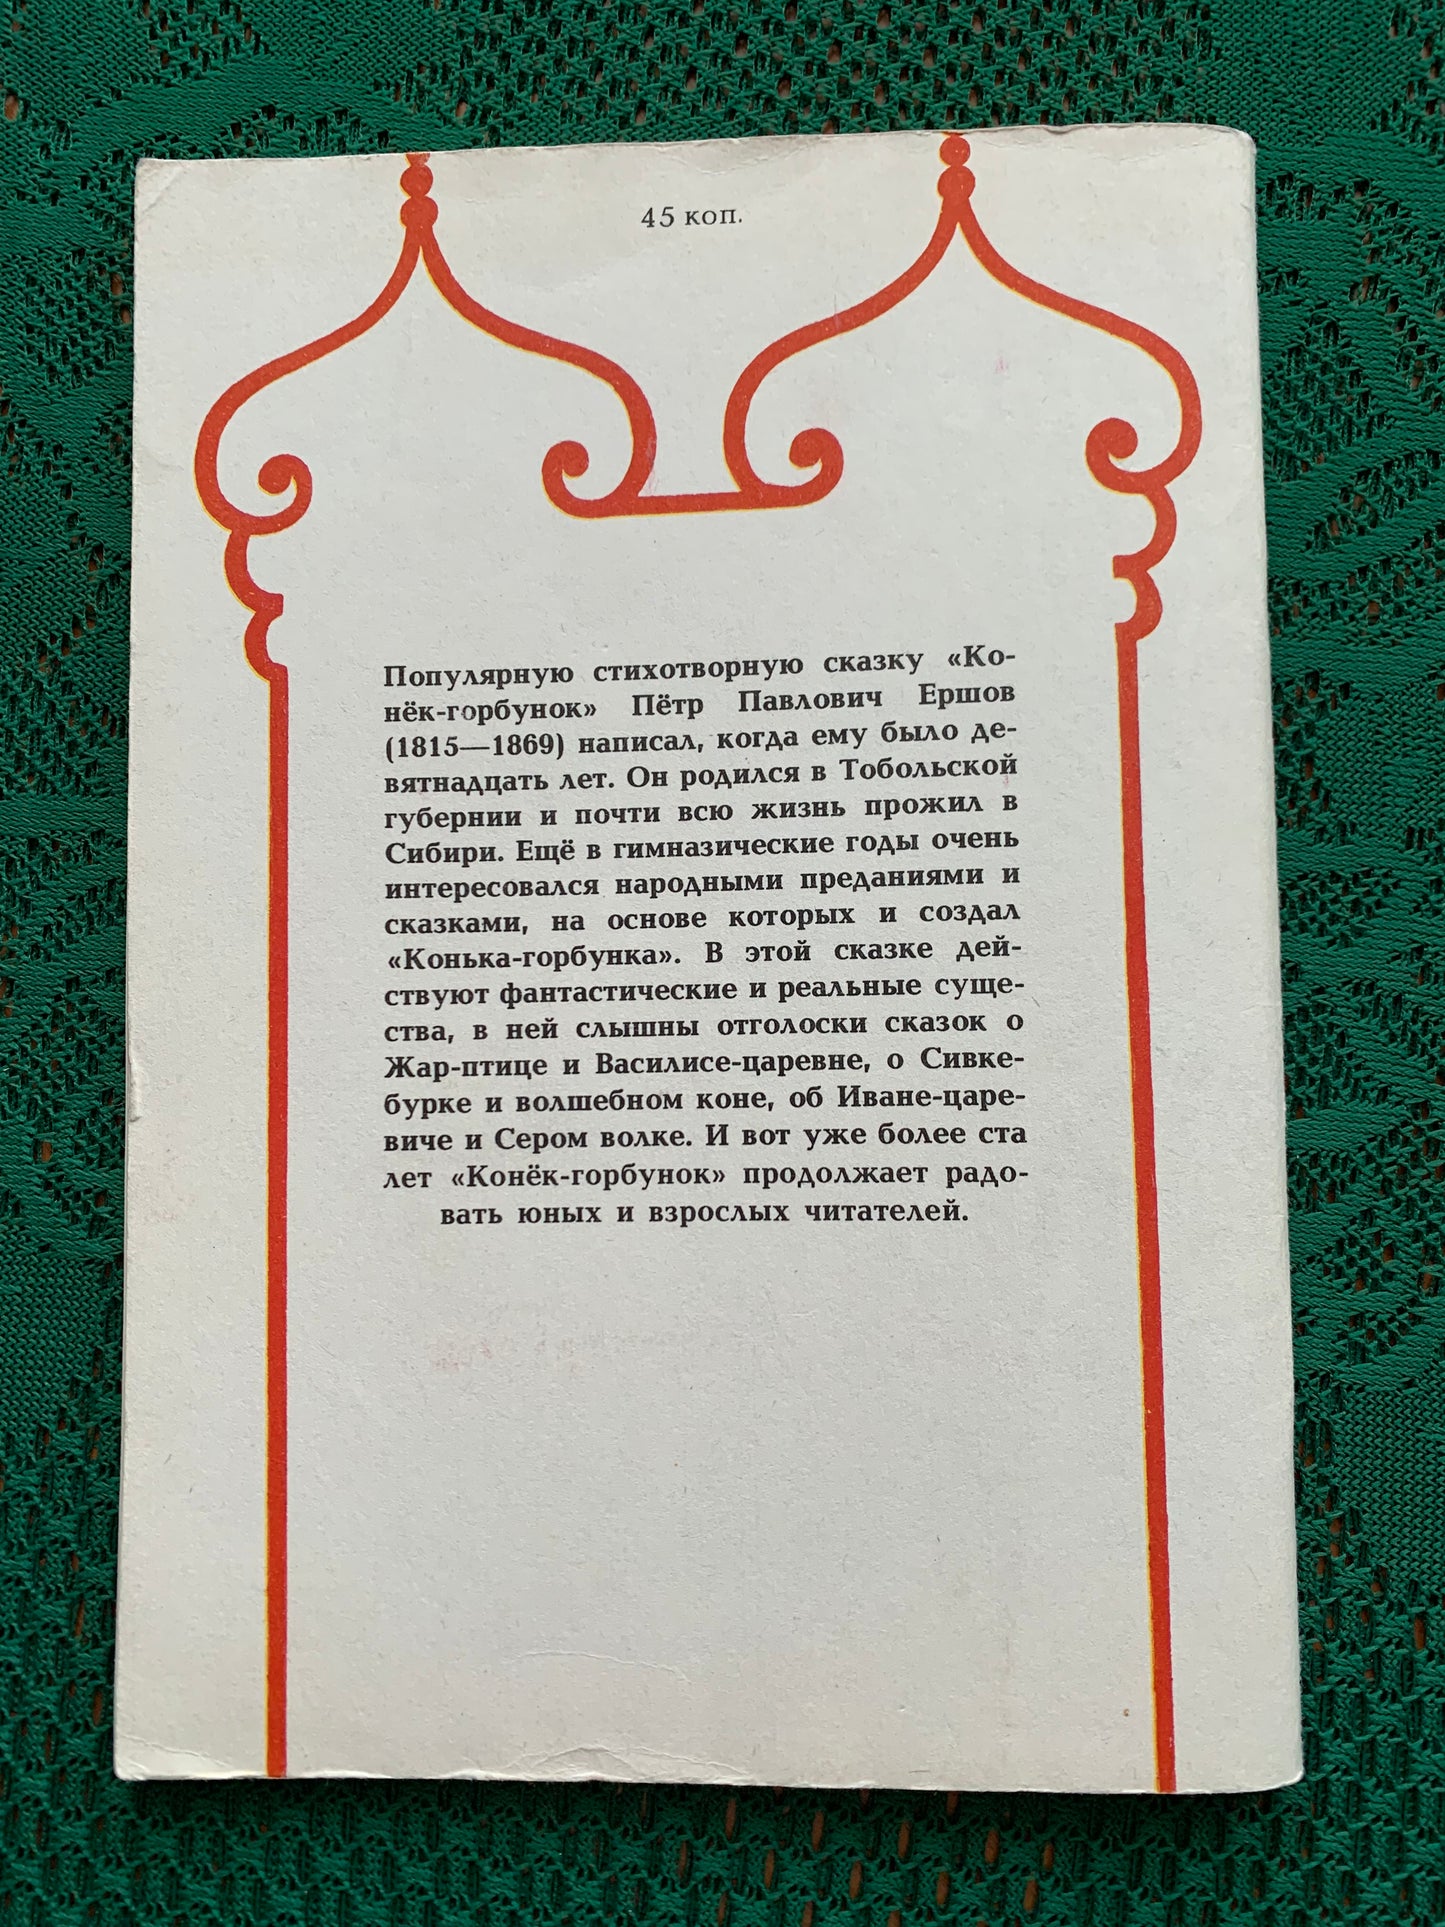 45 коп.
Популярную стихотворную сказку «Ко-
нёк-горбунок» Пётр Павлович Ершов
(1815—1869) написал, когда ему было де-
вятнадцать лет. Он родился в Тобольской
губернии и почти всю жизнь прожил в
Сибири. Ещё в гимназические годы очень
интересовался народными преданиями и
сказками, на основе которых и создал
«Конька-горбунка». В этой сказке дей-
ствуют фантастические и реальные суще-
ства, в ней слышны отголоски сказок о
Жар-птице и Василисе-царевне, о Сивке-
бурке и волшебном коне, об Иване-царе-
виче и Сером волке. И вот уже более ста
лет «Конёк-горбунок» продолжает радо-
вать юных и взрослых читателей.